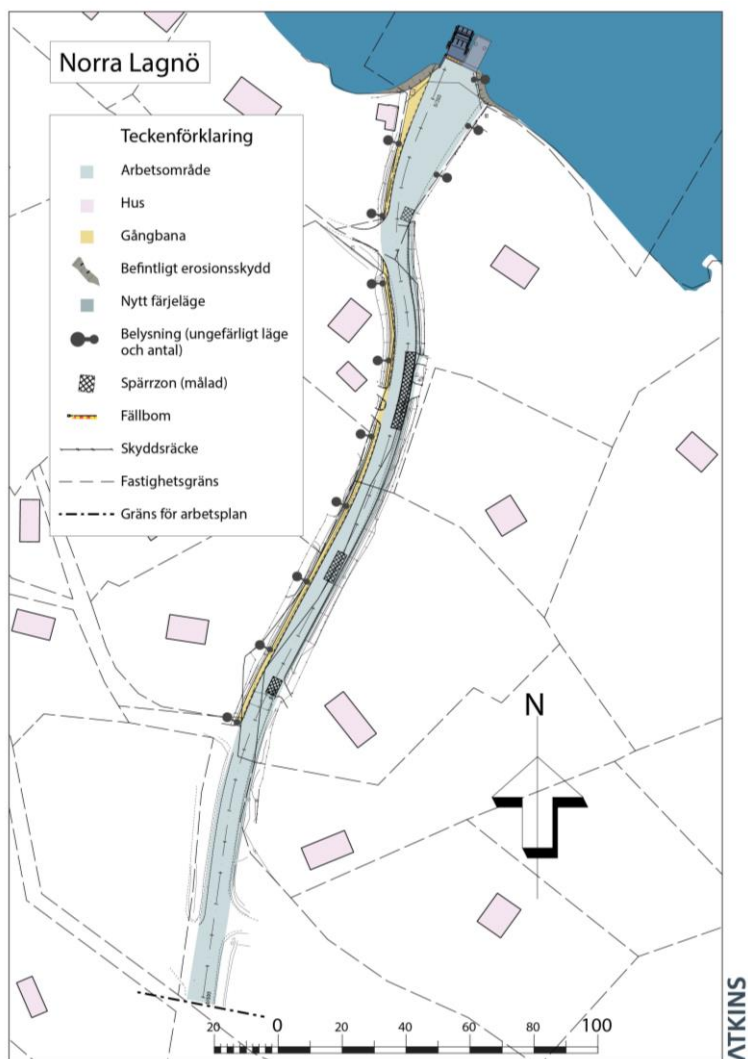 Norra Lagnö
Teckenförklaring
Arbetsområde
Hus
Gångbana
Befintligt erosionsskydd
Nytt färjeläge
Belysning (ungefärligt läge
och antal)
Spärrzon (målad)
Fällbom
Skyddsräcke
Fastighetsgräns
Gräns för arbetsplan
N
20 0 20 40 60 80 100
ATKINS